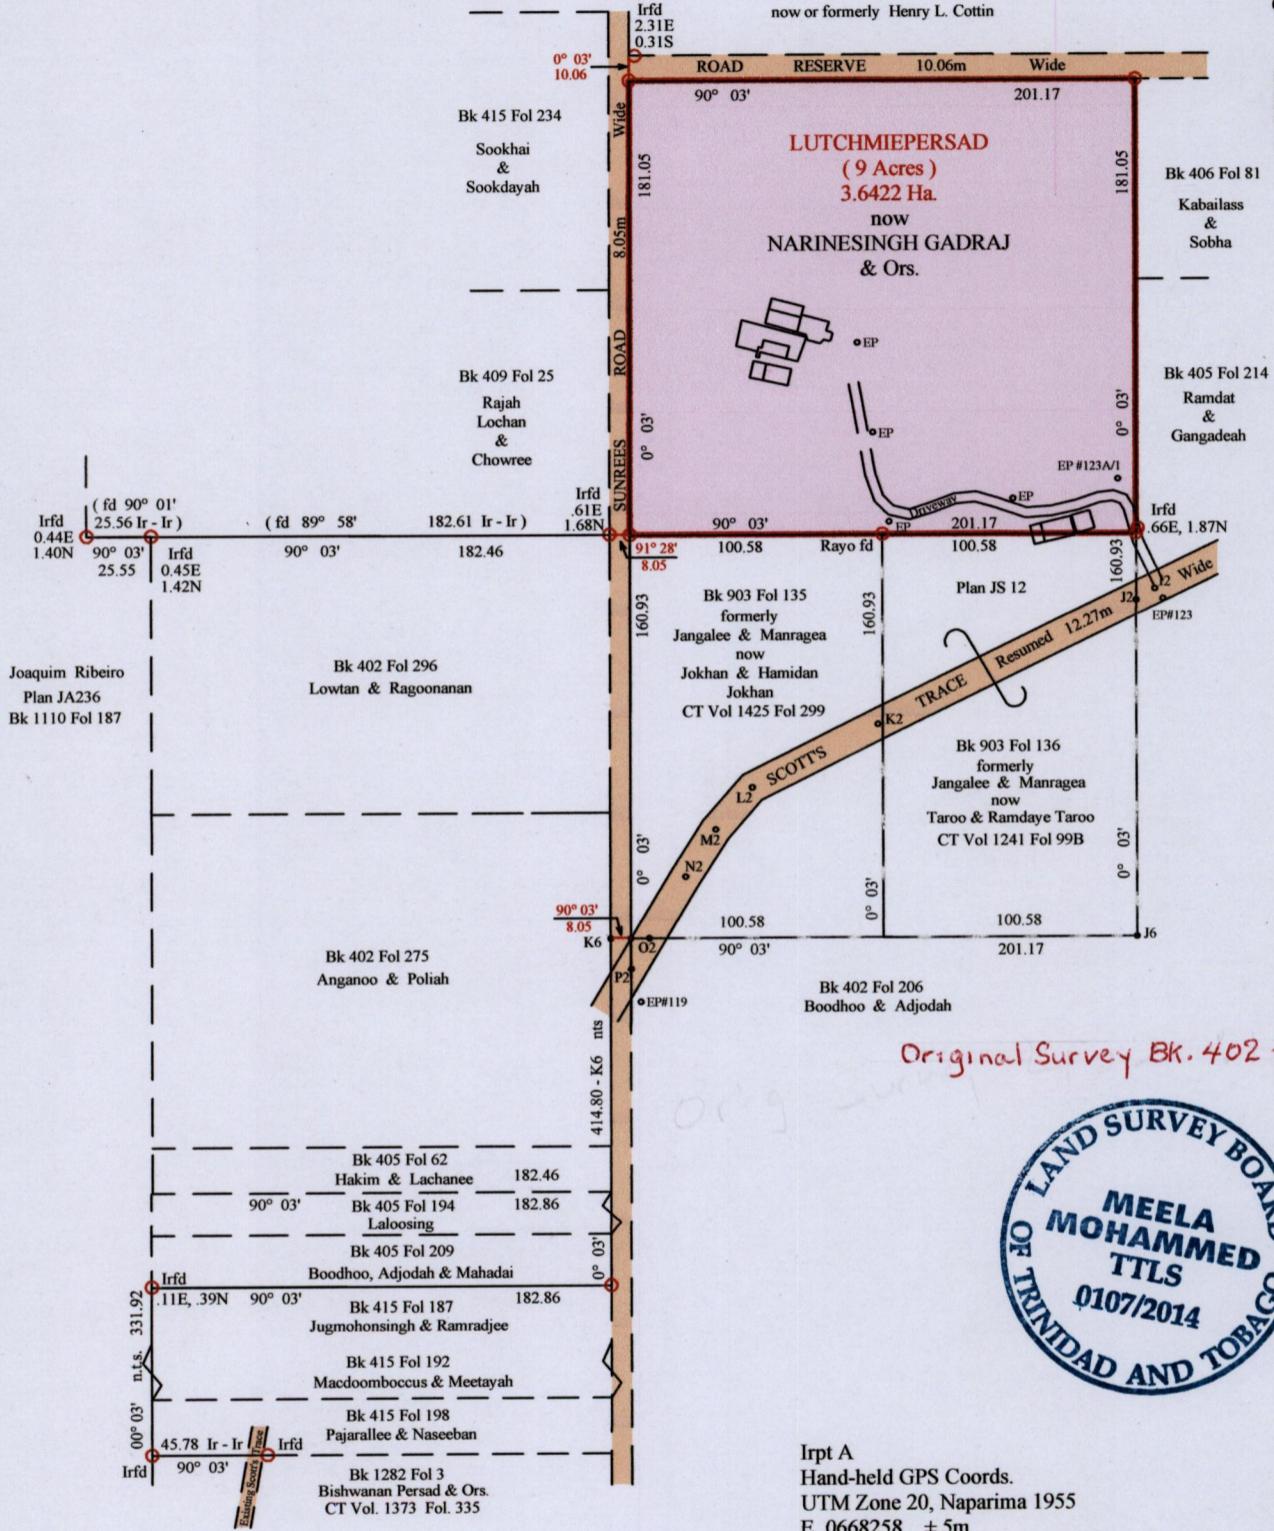 Irfd
2.31E
0.31S
now or formerly Henry L. Cottin
0° 03'
10.06
ROAD RESERVE 10.06m Wide
90° 03'
201.17
Bk 415 Fol 234
Sookhai
&
Sookdayah
181.05
LUTCHMIEPERSAD
( 9 Acres )
3.6422 Ha.
now
NARINESINGH GADRAJ
& Ors.
181.05
Bk 406 Fol 81
Kabailass
&
Sobha
SUNREES ROAD 8.05m Wide
EP
Bk 409 Fol 25
Rajah
Lochan
&
Chowree
0° 03'
EP
0° 03'
Bk 405 Fol 214
Ramdat
&
Gangadeah
EP #123A/1
EP
Driveway
EP
( fd 90° 01'
25.56 Ir - Ir )
( fd 89° 58' 182.61 Ir - Ir )
Irfd
.61E
1.68N
Irfd
0.44E
1.40N
90° 03'
25.55
Irfd
0.45E
1.42N
90° 03'
182.46
91° 28'
8.05
90° 03'
201.17
100.58
Rayo fd
100.58
Irfd
.66E, 1.87N
160.93
160.93
160.93
Bk 903 Fol 135
formerly
Jangalee & Manragea
now
Jokhan & Hamidan
Jokhan
CT Vol 1425 Fol 299
Plan JS 12
J2
J2
EP#123
SCOTT'S TRACE Resumed 12.27m Wide
Joaquim Ribeiro
Plan JA236
Bk 1110 Fol 187
Bk 402 Fol 296
Lowtan & Ragoonanan
K2
Bk 903 Fol 136
formerly
Jangalee & Manragea
now
Taroo & Ramdaye Taroo
CT Vol 1241 Fol 99B
L2
M2
N2
0° 03'
0° 03'
0° 03'
90° 03'
8.05
K6
O2
P2
100.58
90° 03'
100.58
201.17
J6
EP#119
Bk 402 Fol 275
Anganoo & Poliah
Bk 402 Fol 206
Boodhoo & Adjodah
414.80 - K6 nts
Original Survey Bk. 402
Orig Survey
Bk 405 Fol 62
Hakim & Lachanee
182.46
90° 03'
Bk 405 Fol 194
Laloosing
182.86
Bk 405 Fol 209
Boodhoo, Adjodah & Mahadai
0° 03'
Irfd
.11E, .39N
90° 03'
182.86
Bk 415 Fol 187
Jugmohonsingh & Ramradjee
00° 03' n.t.s. 331.92
Bk 415 Fol 192
Macdoomboccus & Meetayah
Bk 415 Fol 198
Pajarallee & Naseeban
45.78 Ir - Ir
Irfd
Irfd
90° 03'
Existing Scott's Trace
Bk 1282 Fol 3
Bishwanan Persad & Ors.
CT Vol. 1373 Fol. 335
LAND SURVEY BOARD
OF TRINIDAD AND TOBAGO
MEELA
MOHAMMED
TTLS
0107/2014
Irpt A
Hand-held GPS Coords.
UTM Zone 20, Naparima 1955
E 0668258 ± 5m